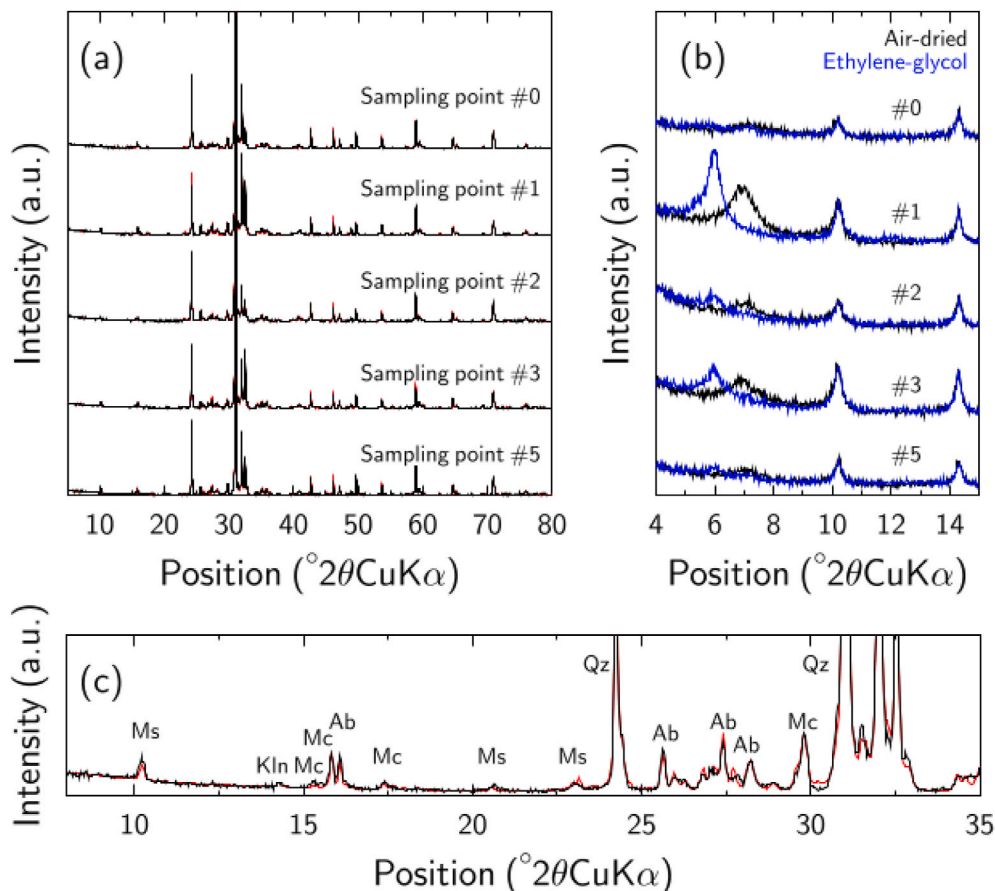 (a)
Sampling point #0
Sampling point #1
Sampling point #2
Sampling point #3
Sampling point #5
Intensity (a.u.)
10 20 30 40 50 60 70 80
Position (°2θCuKα)
(b)
Air-dried
Ethylene-glycol
#0
#1
#2
#3
#5
Intensity (a.u.)
4 6 8 10 12 14
Position (°2θCuKα)
(c)
Ms
Kln
Mc
Mc
Ab
Mc
Ms
Ms
Qz
Ab
Ab
Ab
Mc
Qz
Intensity (a.u.)
10 15 20 25 30 35
Position (°2θCuKα)